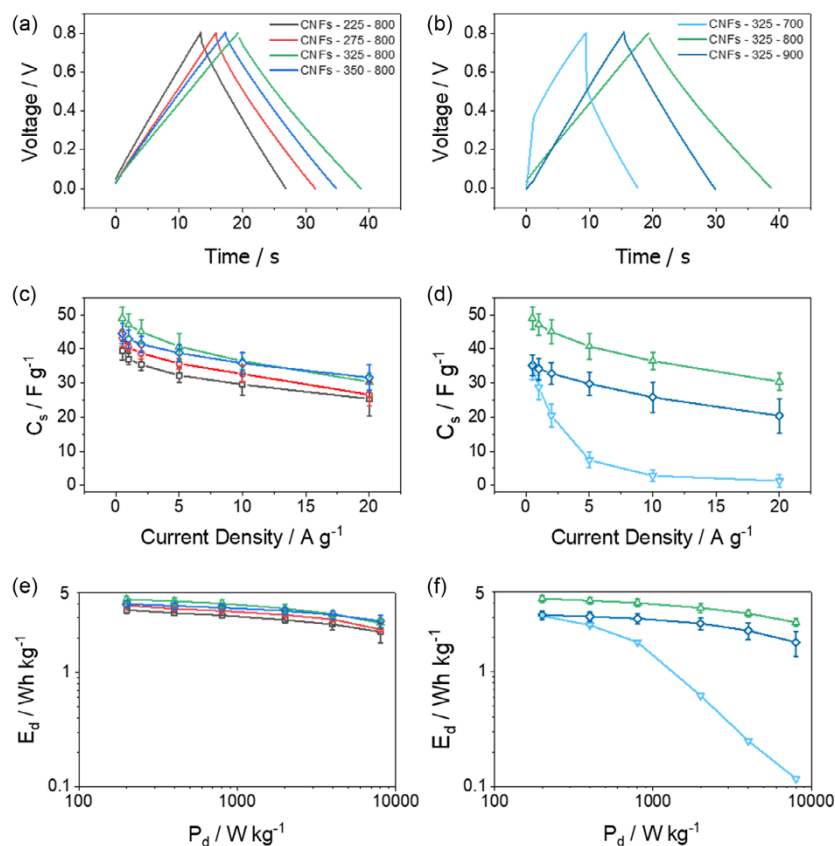 (a)
0.8
0.6
0.4
0.2
0.0
Voltage / V
CNFs - 225 - 800
CNFs - 275 - 800
CNFs - 325 - 800
CNFs - 350 - 800
0 10 20 30 40
Time / s
(b)
0.8
0.6
0.4
0.2
0.0
Voltage / V
CNFs - 325 - 700
CNFs - 325 - 800
CNFs - 325 - 900
0 10 20 30 40
Time / s
(c)
50
40
30
20
10
0
Cs / F g-1
0 5 10 15 20
Current Density / A g-1
(d)
50
40
30
20
10
0
Cs / F g-1
0 5 10 15 20
Current Density / A g-1
(e)
5
1
0.1
Ed / Wh kg-1
100 1000 10000
Pd / W kg-1
(f)
5
1
0.1
Ed / Wh kg-1
100 1000 10000
Pd / W kg-1